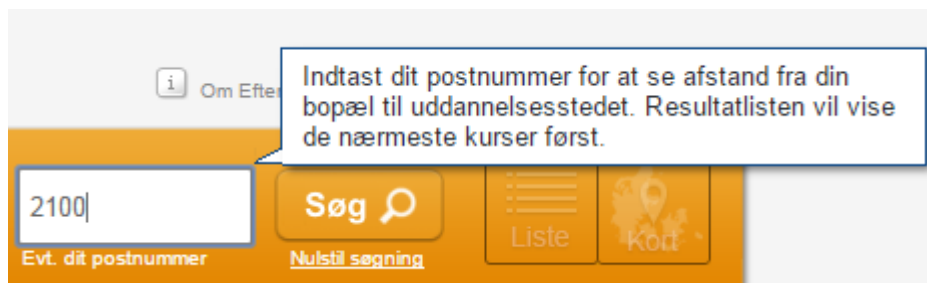 i Om Efter
Indtast dit postnummer for at se afstand fra din
bopæl til uddannelsesstedet. Resultatlisten vil vise
de nærmeste kurser først.
2100
Søg
Liste
Kort
Evt. dit postnummer
Nulstil søgning